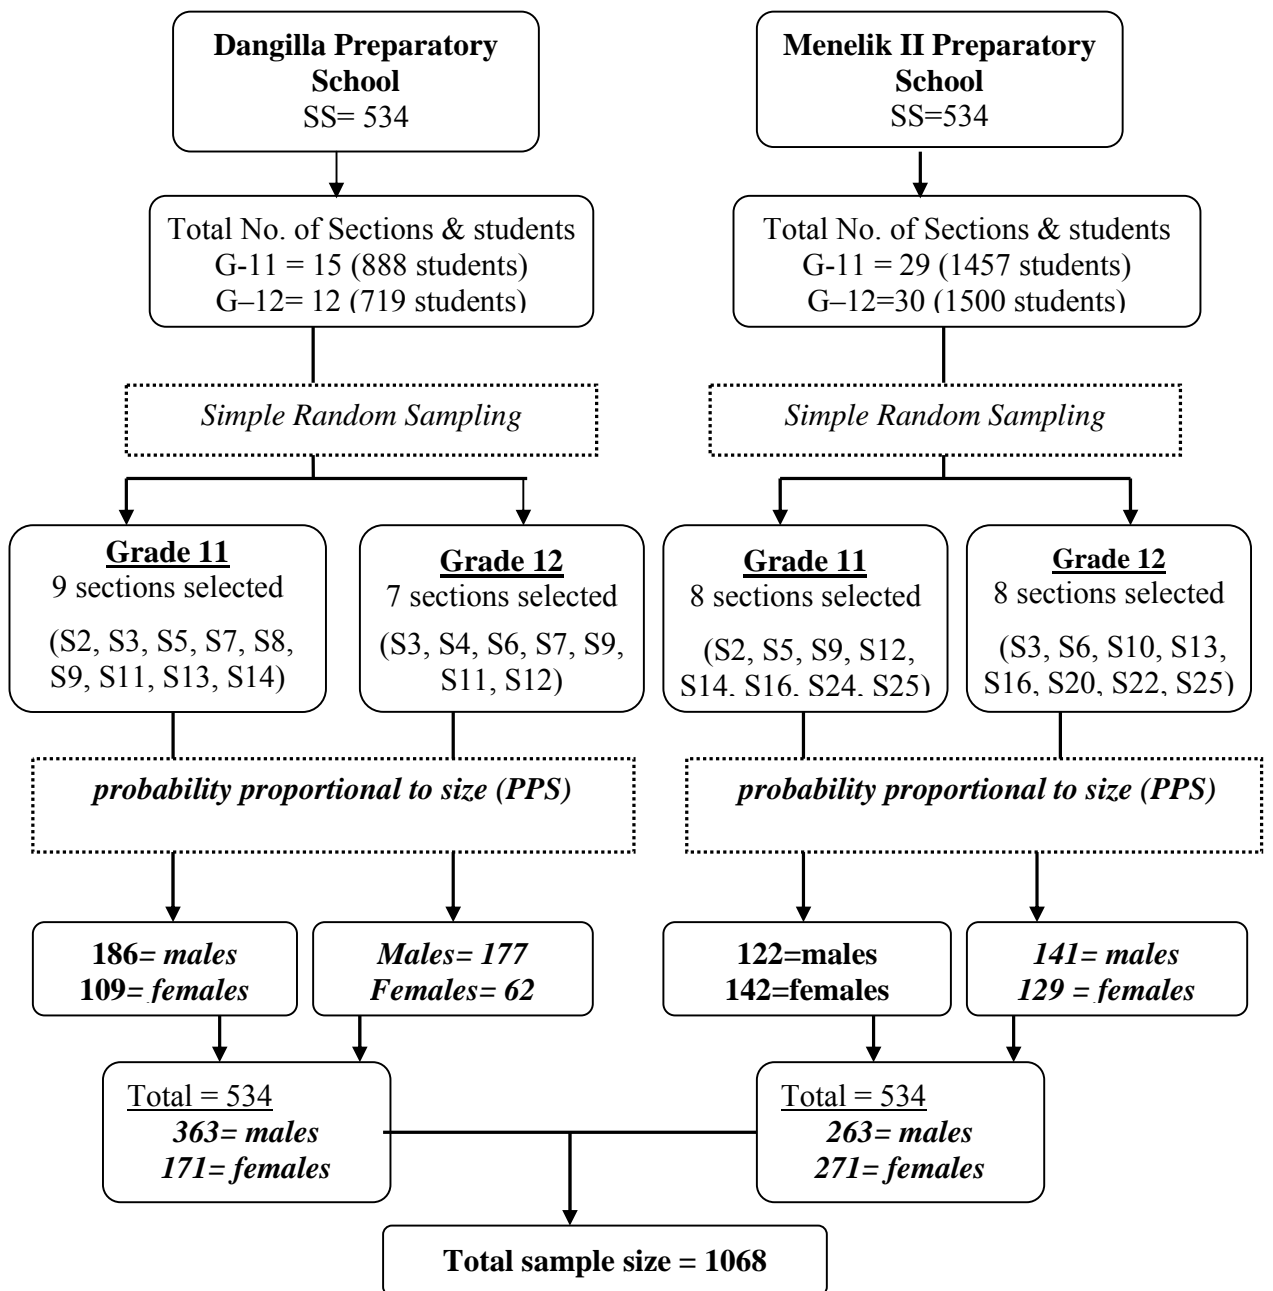 Dangilla Preparatory
School
SS= 534
Menelik II Preparatory
School
SS=534
Total No. of Sections & students
G-11 = 15 (888 students)
G–12= 12 (719 students)
Total No. of Sections & students
G-11 = 29 (1457 students)
G–12=30 (1500 students)
Simple Random Sampling
Simple Random Sampling
Grade 11
9 sections selected
(S2, S3, S5, S7, S8,
S9, S11, S13, S14)
Grade 12
7 sections selected
(S3, S4, S6, S7, S9,
S11, S12)
Grade 11
8 sections selected
(S2, S5, S9, S12,
S14, S16, S24, S25)
Grade 12
8 sections selected
(S3, S6, S10, S13,
S16, S20, S22, S25)
probability proportional to size (PPS)
probability proportional to size (PPS)
186= males
109= females
Males= 177
Females= 62
122=males
142=females
141= males
129 = females
Total = 534
363= males
171= females
Total = 534
263= males
271= females
Total sample size = 1068